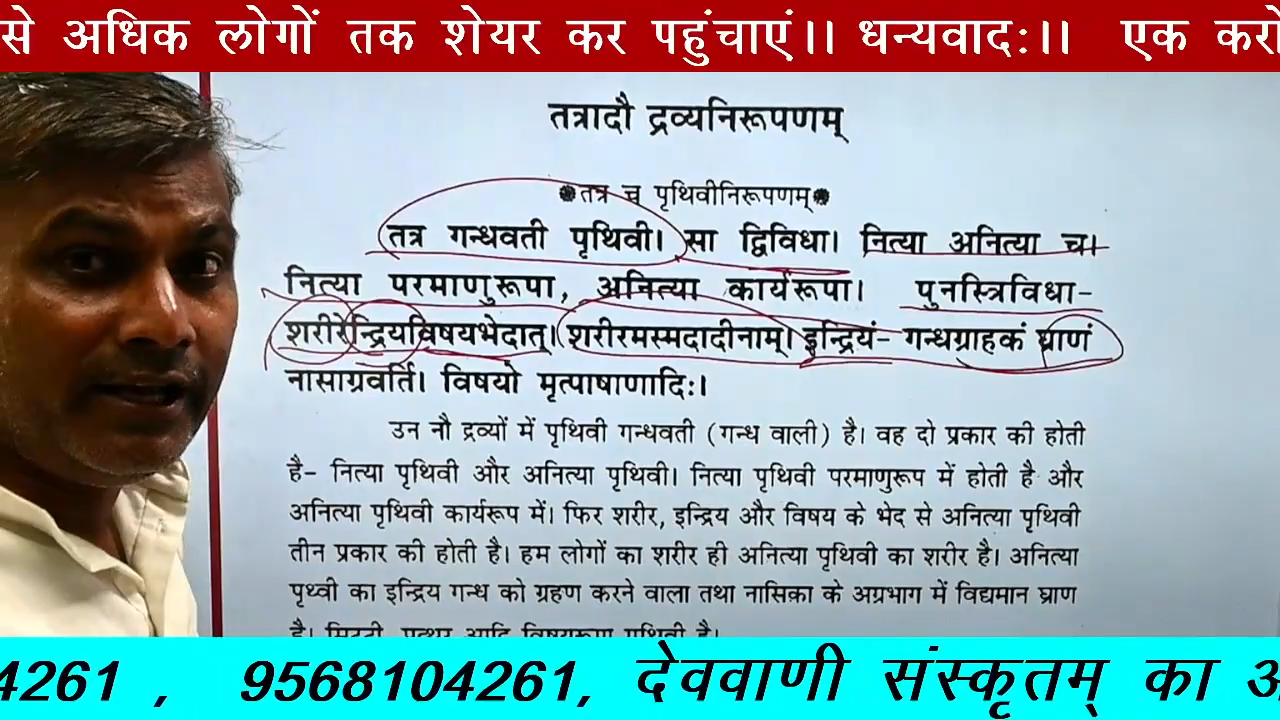 से अधिक लोगों तक शेयर कर पहुंचाएं।। धन्यवादः।। एक करो
तत्रादौ द्रव्यनिरूपणम्
तत्र च पृथिवीनिरूपणम्
तत्र गन्धवती पृथिवी। सा द्विविधा। नित्या अनित्या च।
नित्या परमाणुरूपा, अनित्या कार्यरूपा। पुनस्त्रिविधा-
शरीरेन्द्रियविषयभेदात्। शरीरमस्मदादीनाम्। इन्द्रियं- गन्धग्राहकं घ्राणं
नासाग्रवर्ति। विषयो मृत्पाषाणादिः।
उन नौ द्रव्यों में पृथिवी गन्धवती (गन्ध वाली) है। वह दो प्रकार की होती
है- नित्या पृथिवी और अनित्या पृथिवी। नित्या पृथिवी परमाणुरूप में होती है और
अनित्या पृथिवी कार्यरूप में। फिर शरीर, इन्द्रिय और विषय के भेद से अनित्या पृथिवी
तीन प्रकार की होती है। हम लोगों का शरीर ही अनित्या पृथिवी का शरीर है। अनित्या
पृथ्वी का इन्द्रिय गन्ध को ग्रहण करने वाला तथा नासिका के अग्रभाग में विद्यमान घ्राण
है।
4261 , 9568104261, देववाणी संस्कृतम् का अ